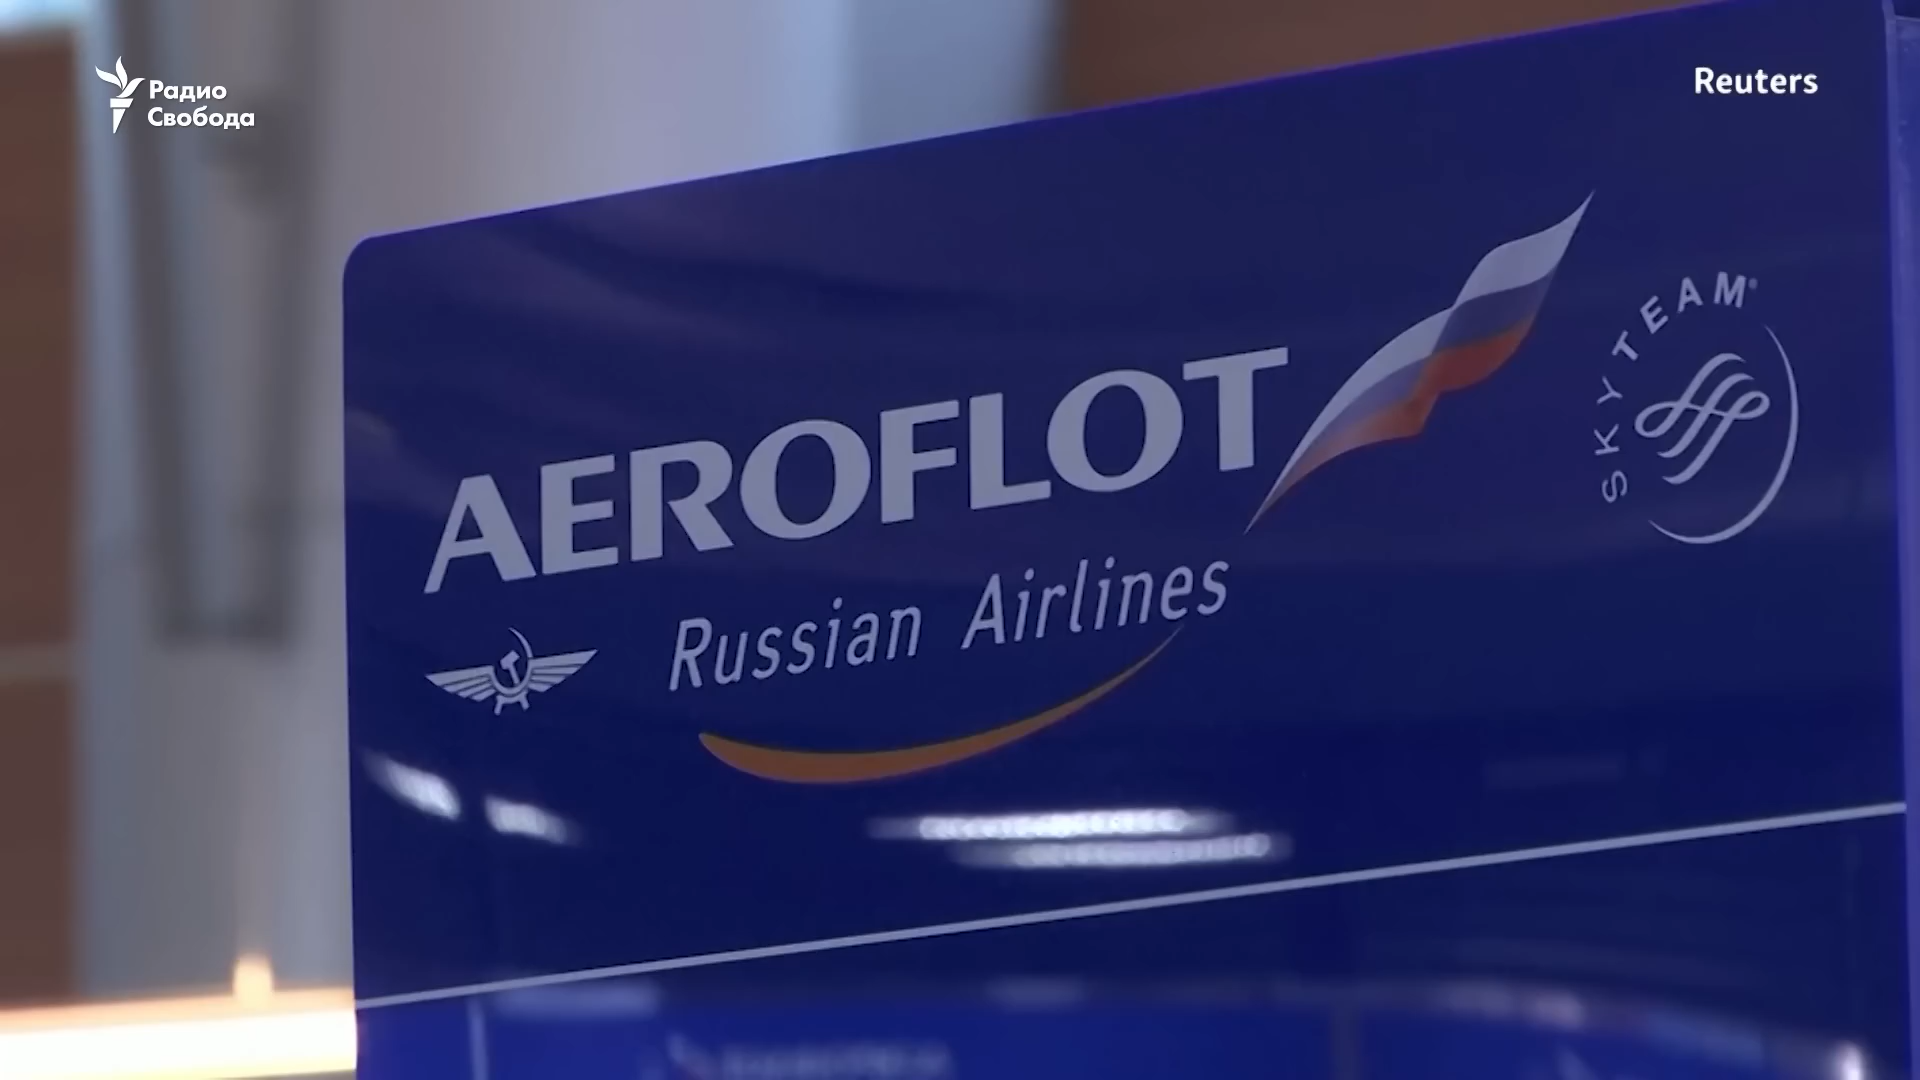 Радио
Свобода
Reuters
AEROFLOT
Russian Airlines
SKYTEAM